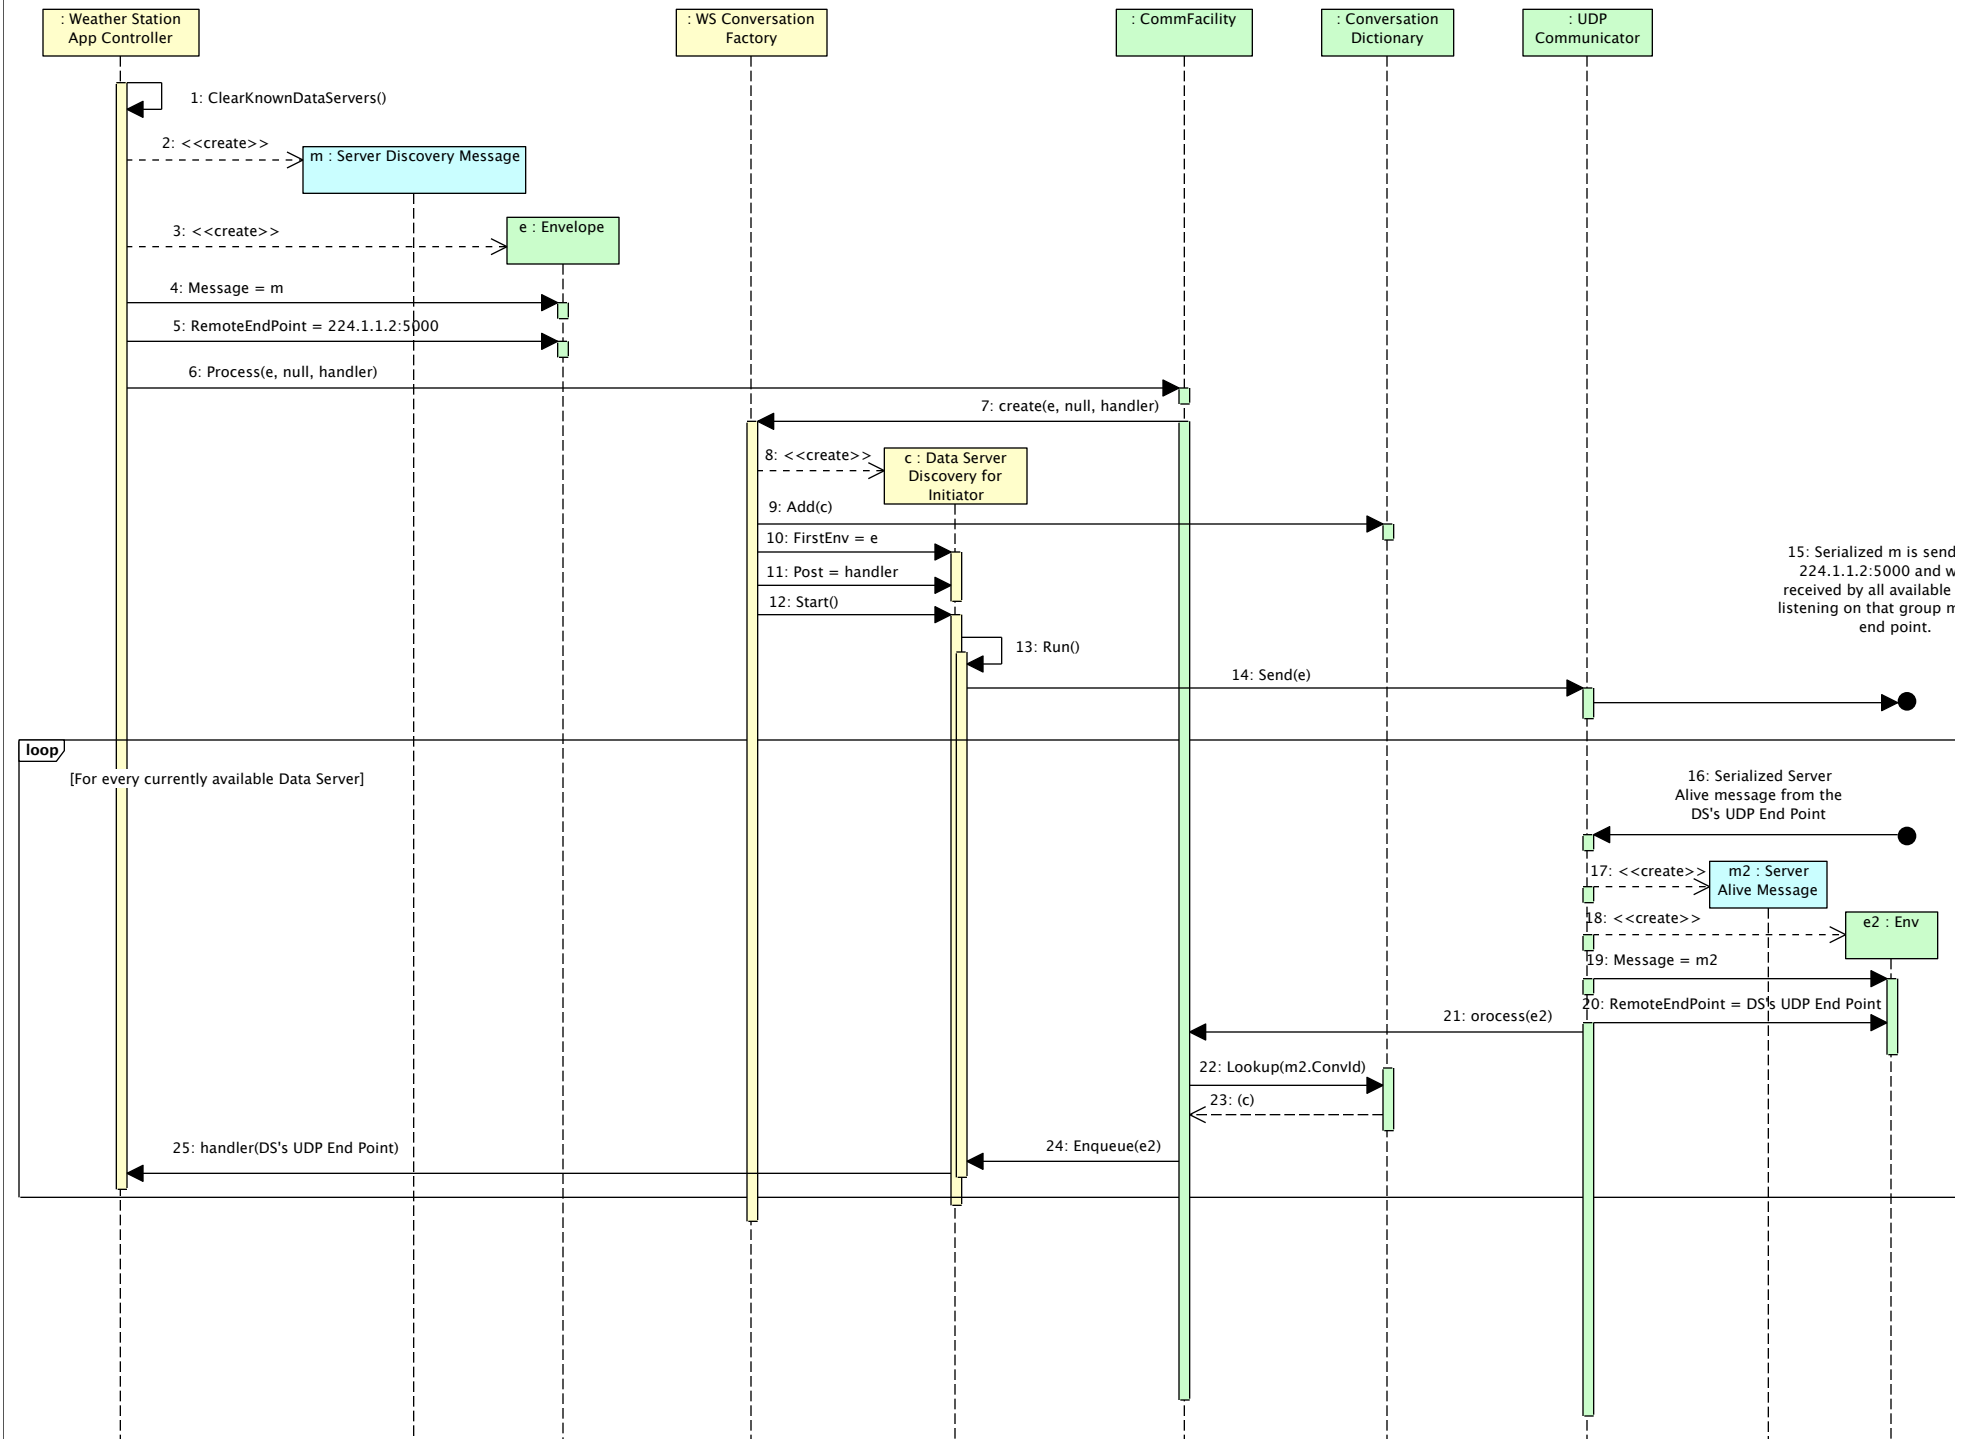 : Weather Station
App Controller
: WS Conversation
Factory
: CommFacility
: Conversation
Dictionary
: UDP
Communicator
1: ClearKnownDataServers()
2: <<create>>
m : Server Discovery Message
3: <<create>>
e : Envelope
4: Message = m
5: RemoteEndPoint = 224.1.1.2:5000
6: Process(e, null, handler)
7: create(e, null, handler)
8: <<create>>
c : Data Server
Discovery for
Initiator
9: Add(c)
10: FirstEnv = e
11: Post = handler
12: Start()
13: Run()
14: Send(e)
15: Serialized m is send
224.1.1.2:5000 and w
received by all available
listening on that group m
end point.
loop
[For every currently available Data Server]
16: Serialized Server
Alive message from the
DS's UDP End Point
17: <<create>>
m2 : Server
Alive Message
18: <<create>>
e2 : Env
19: Message = m2
20: RemoteEndPoint = DS's UDP End Point
21: orocess(e2)
22: Lookup(m2.ConvId)
23: (c)
24: Enqueue(e2)
25: handler(DS's UDP End Point)